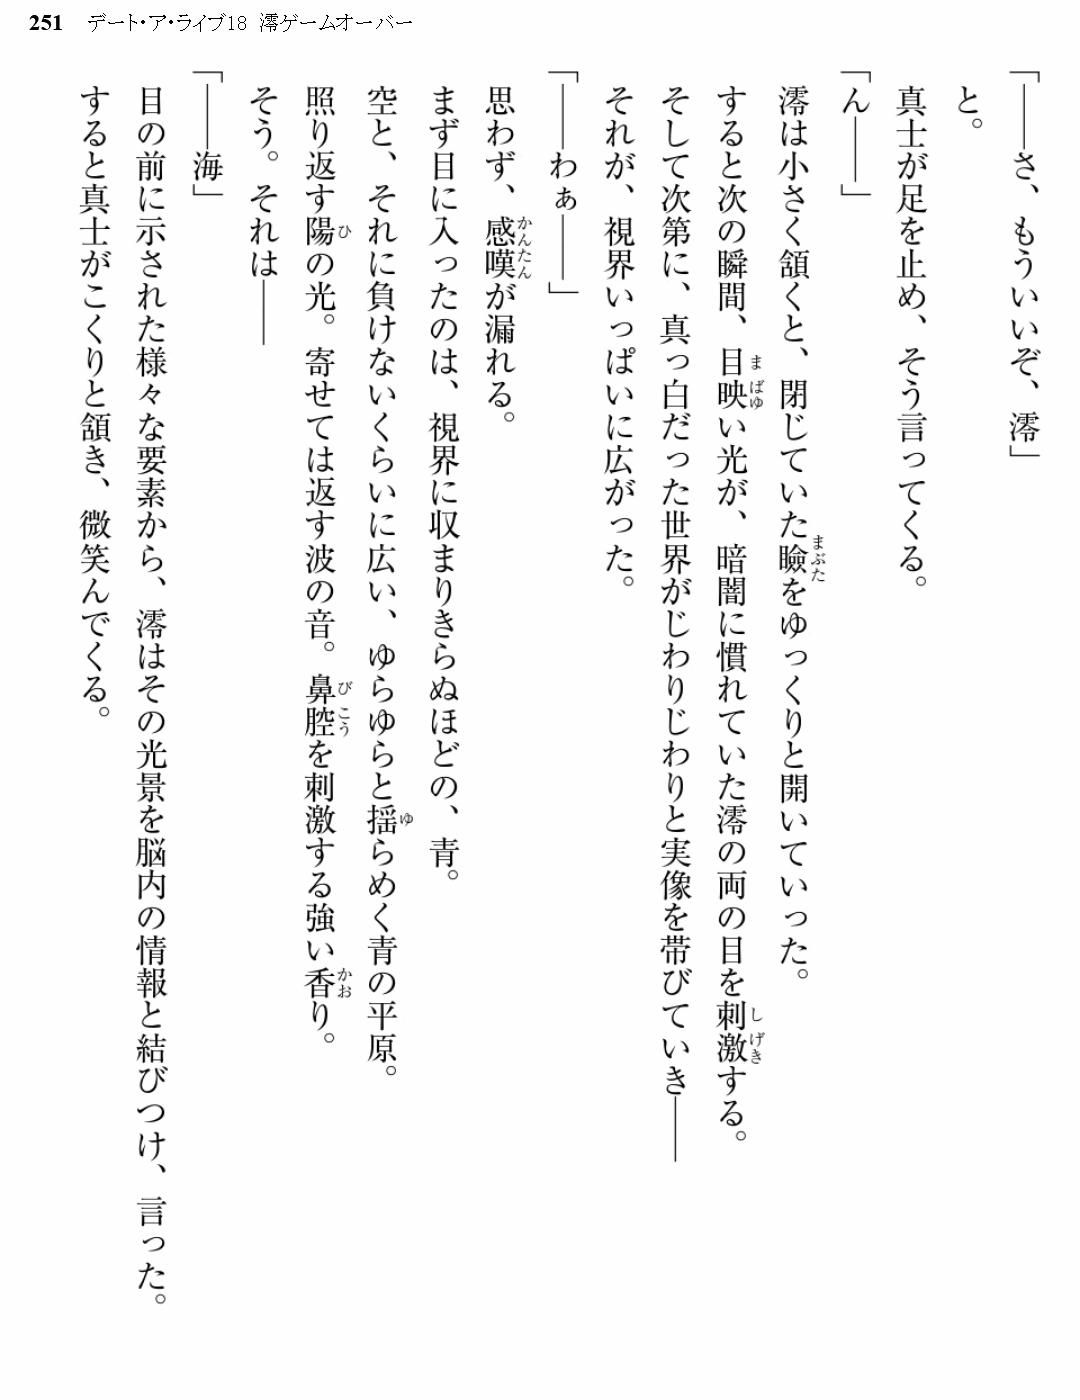 251 デート・ア・ライブ18 澪ゲームオーバー
「――さ、もういいぞ、澪」
と。
真士が足を止め、そう言ってくる。
「ん――」
澪は小さく頷くと、閉じていた瞼をゆっくりと開いていった。
すると次の瞬間、目映い光が、暗闇に慣れていた澪の両の目を刺激する。
そして次第に、真っ白だった世界がじわりじわりと実像を帯びていき――
それが、視界いっぱいに広がった。
「――わぁ――」
思わず、感嘆が漏れる。
まず目に入ったのは、視界に収まりきらぬほどの、青。
空と、それに負けないくらいに広い、ゆらゆらと揺らめく青の平原。
照り返す陽の光。寄せては返す波の音。鼻腔を刺激する強い香り。
そう。それは――
「――海」
目の前に示された様々な要素から、澪はその光景を脳内の情報と結びつけ、言った。
すると真士がこくりと頷き、微笑んでくる。